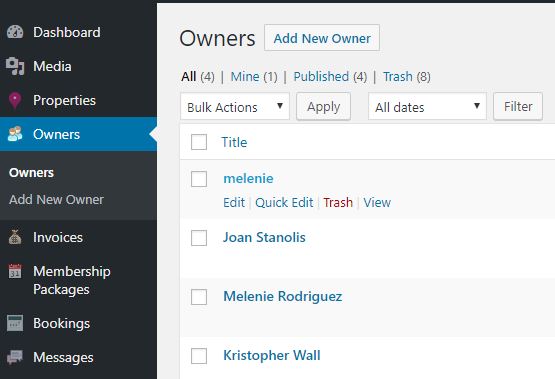 Dashboard
Media
Properties
Owners
Owners
Add New Owner
Invoices
Membership
Packages
Bookings
Messages
Owners Add New Owner
All (4) | Mine (1) | Published (4) | Trash (8)
Bulk Actions Apply All dates Filter
Title
melenie
Edit | Quick Edit | Trash | View
Joan Stanolis
Melenie Rodriguez
Kristopher Wall